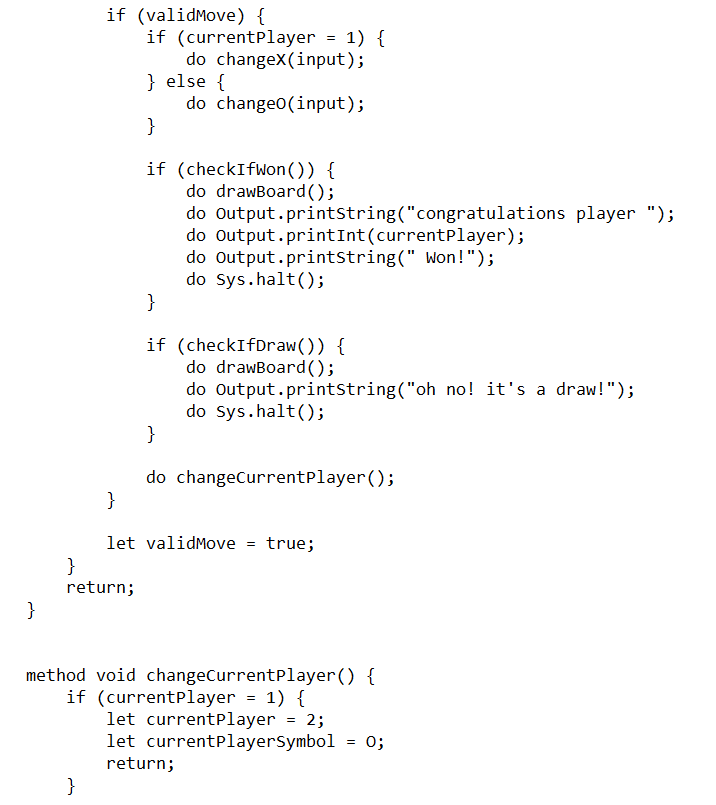 if (validMove) {
            if (currentPlayer = 1) {
                do changeX(input);
            } else {
                do changeO(input);
            }

            if (checkIfWon()) {
                do drawBoard();
                do Output.printString("congratulations player ");
                do Output.printInt(currentPlayer);
                do Output.printString(" Won!");
                do Sys.halt();
            }

            if (checkIfDraw()) {
                do drawBoard();
                do Output.printString("oh no! it's a draw!");
                do Sys.halt();
            }

            do changeCurrentPlayer();
        }

        let validMove = true;
    }
    return;
}


method void changeCurrentPlayer() {
    if (currentPlayer = 1) {
        let currentPlayer = 2;
        let currentPlayerSymbol = O;
        return;
    }